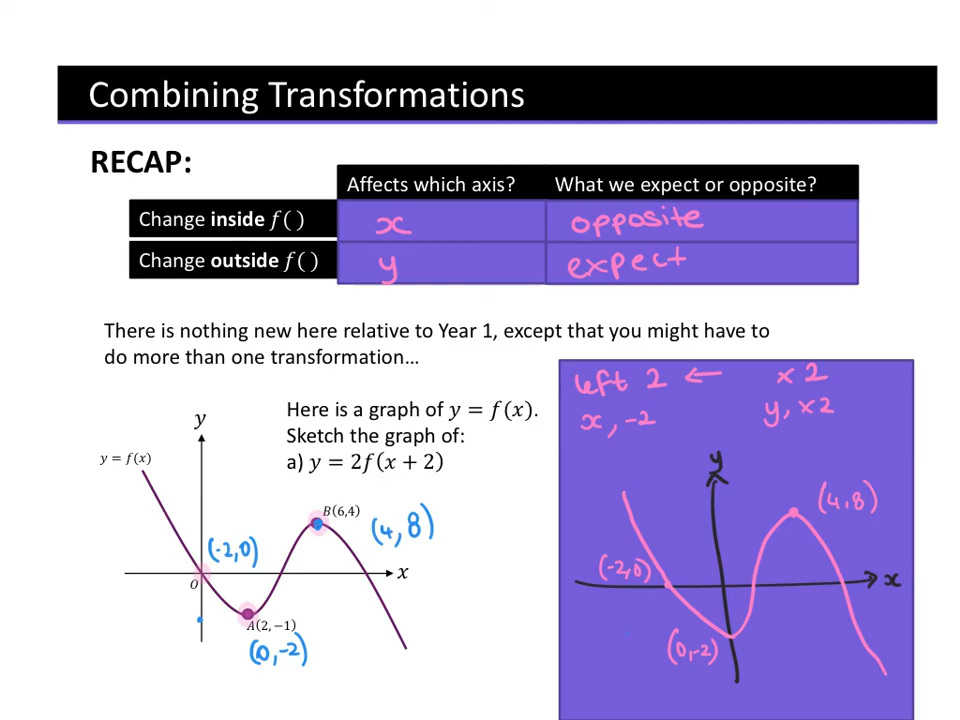 Combining Transformations
RECAP:
Affects which axis? What we expect or opposite?
Change inside f( ) x opposite
Change outside f( ) y expect
There is nothing new here relative to Year 1, except that you might have to
do more than one transformation…
left 2 ← x 2
x, -2 y, x2
Here is a graph of y = f(x).
Sketch the graph of:
a) y = 2f(x + 2)
y
y = f(x)
B(6,4)
(4, 8)
(-2,0)
O
x
A(2, −1)
(0, -2)
y
(4,8)
(-2,0)
x
(0,-2)